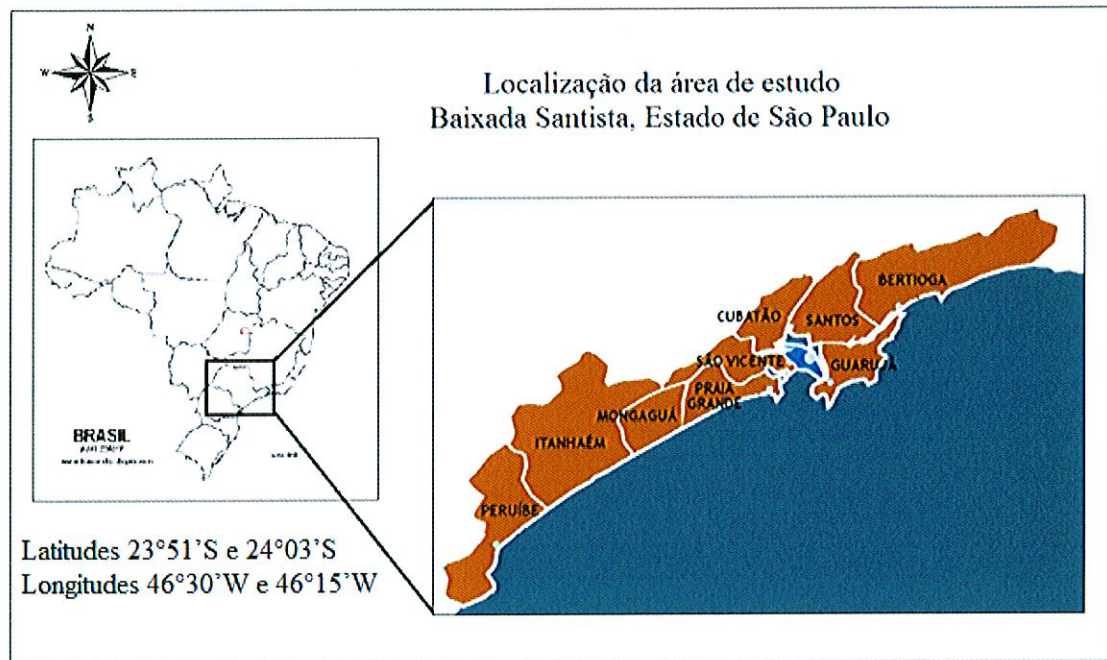 N
W
E
S
Localização da área de estudo
Baixada Santista, Estado de São Paulo
BRASIL
BERTIOGA
CUBATÃO
SANTOS
SÃO VICENTE
GUARUJÁ
PRAIA
GRANDE
MONGAGUÁ
ITANHAÉM
PERUÍBE
Latitudes 23°51'S e 24°03'S
Longitudes 46°30'W e 46°15'W